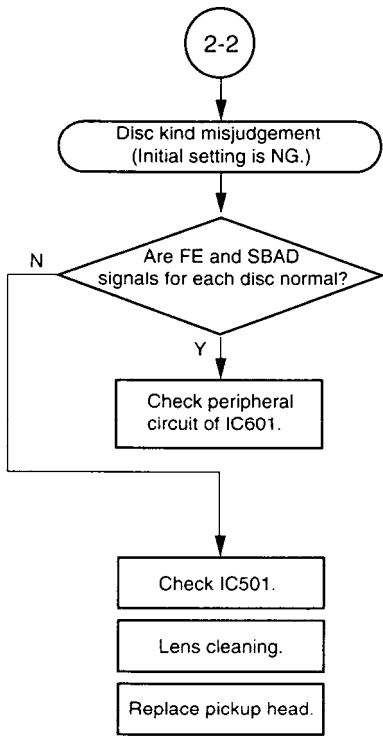 2-2
Disc kind misjudgement
(Initial setting is NG.)
Are FE and SBAD
signals for each disc normal?
N
Y
Check peripheral
circuit of IC601.
Check IC501.
Lens cleaning.
Replace pickup head.